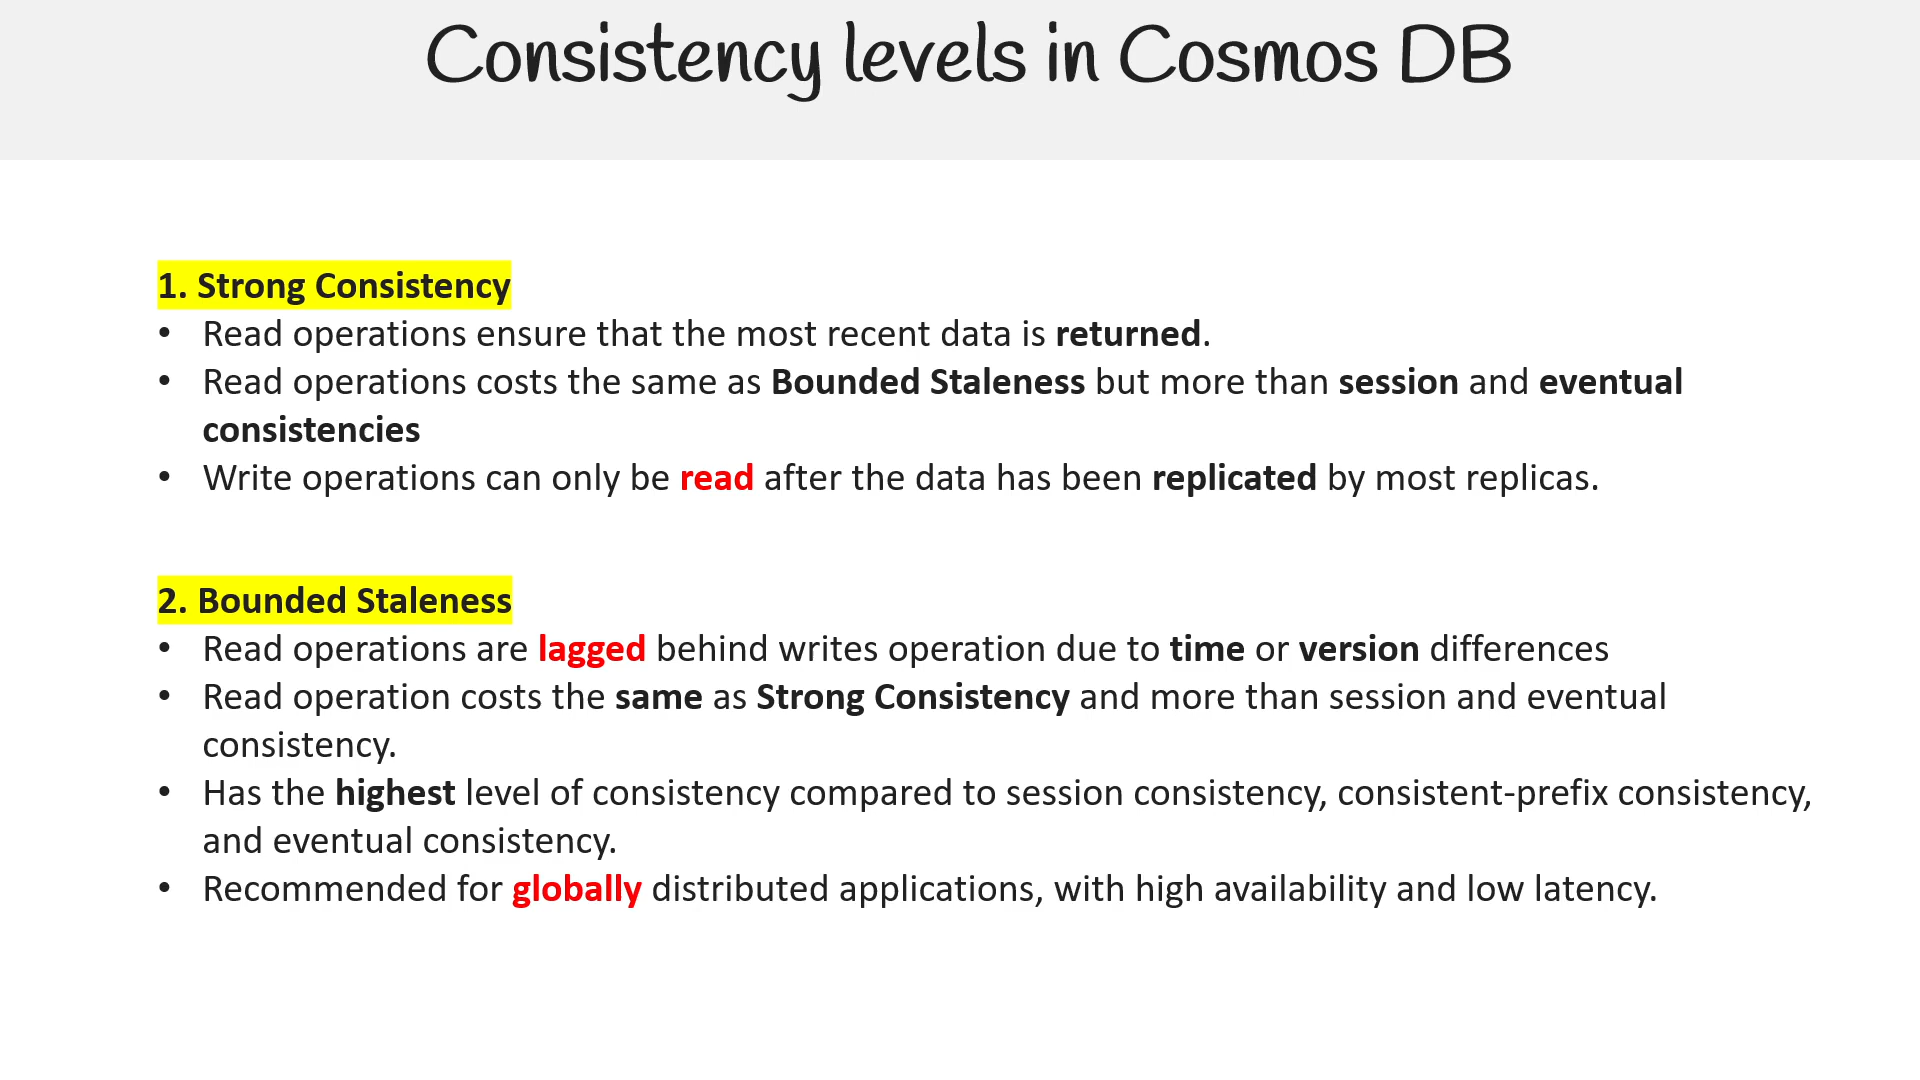 Consistency levels in Cosmos DB
1. Strong Consistency
• Read operations ensure that the most recent data is returned.
• Read operations costs the same as Bounded Staleness but more than session and eventual
consistencies
• Write operations can only be read after the data has been replicated by most replicas.
2. Bounded Staleness
• Read operations are lagged behind writes operation due to time or version differences
• Read operation costs the same as Strong Consistency and more than session and eventual
consistency.
• Has the highest level of consistency compared to session consistency, consistent-prefix consistency,
and eventual consistency.
• Recommended for globally distributed applications, with high availability and low latency.